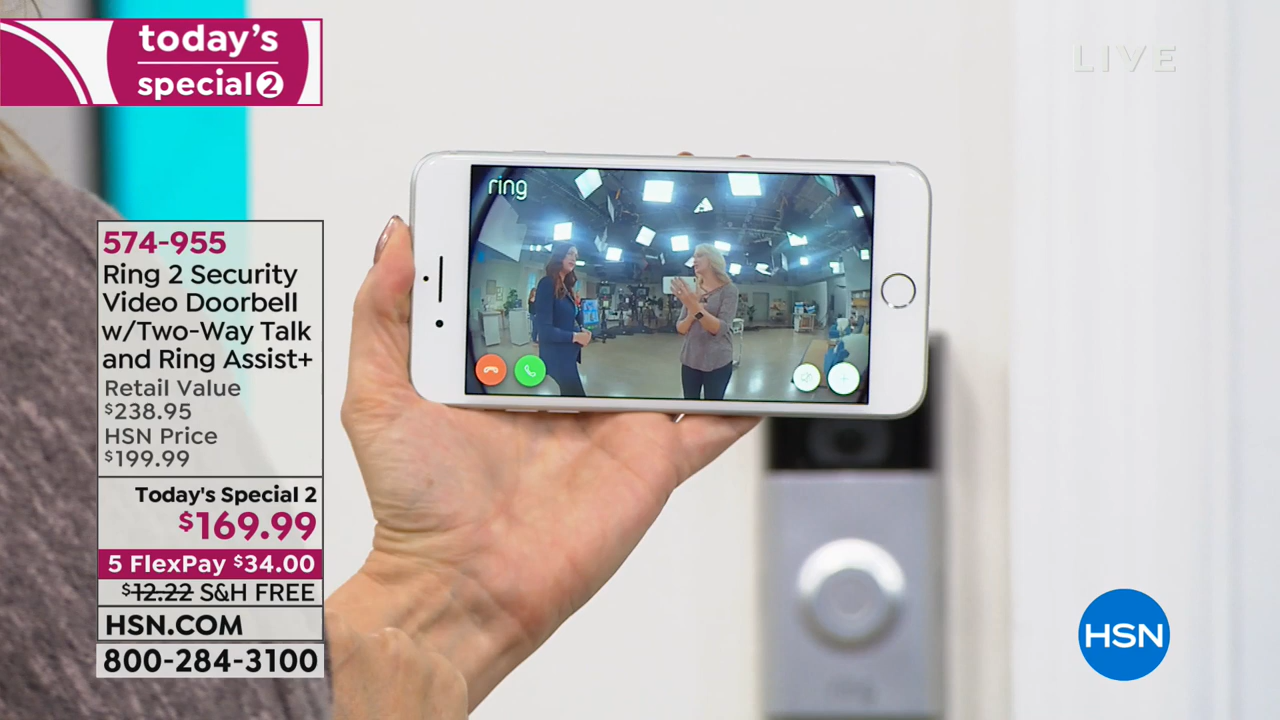 today's
special 2
LIVE
ring
574-955
Ring 2 Security
Video Doorbell
w/Two-Way Talk
and Ring Assist+
Retail Value
$238.95
HSN Price
$199.99
Today's Special 2
$169.99
5 FlexPay $34.00
$12.22 S&H FREE
HSN.COM
800-284-3100
HSN
ring